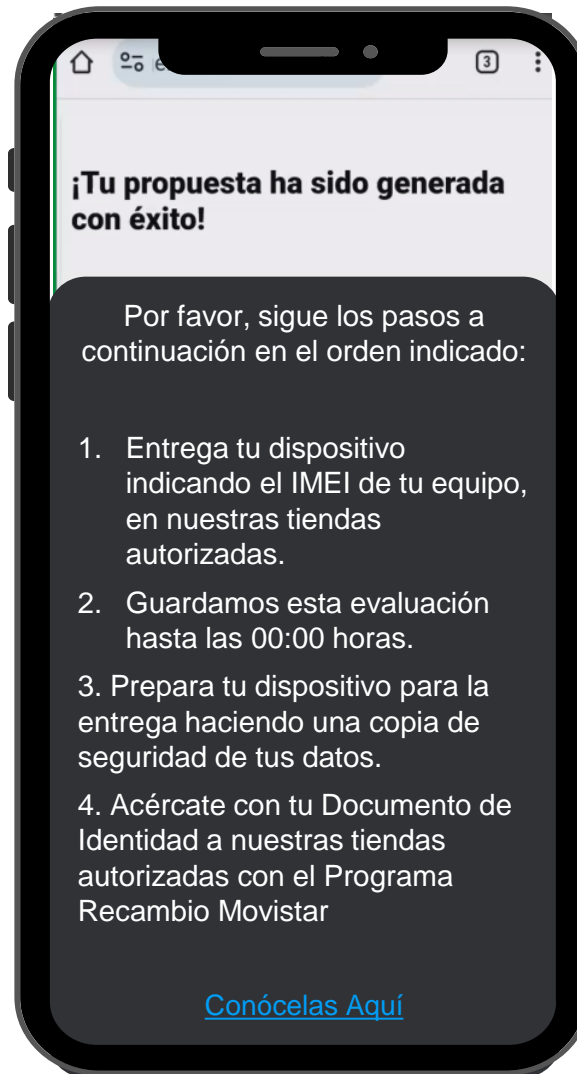 3
¡Tu propuesta ha sido generada
con éxito!
Por favor, sigue los pasos a
continuación en el orden indicado:
1. Entrega tu dispositivo
indicando el IMEI de tu equipo,
en nuestras tiendas
autorizadas.
2. Guardamos esta evaluación
hasta las 00:00 horas.
3. Prepara tu dispositivo para la
entrega haciendo una copia de
seguridad de tus datos.
4. Acércate con tu Documento de
Identidad a nuestras tiendas
autorizadas con el Programa
Recambio Movistar
Conócelas Aquí